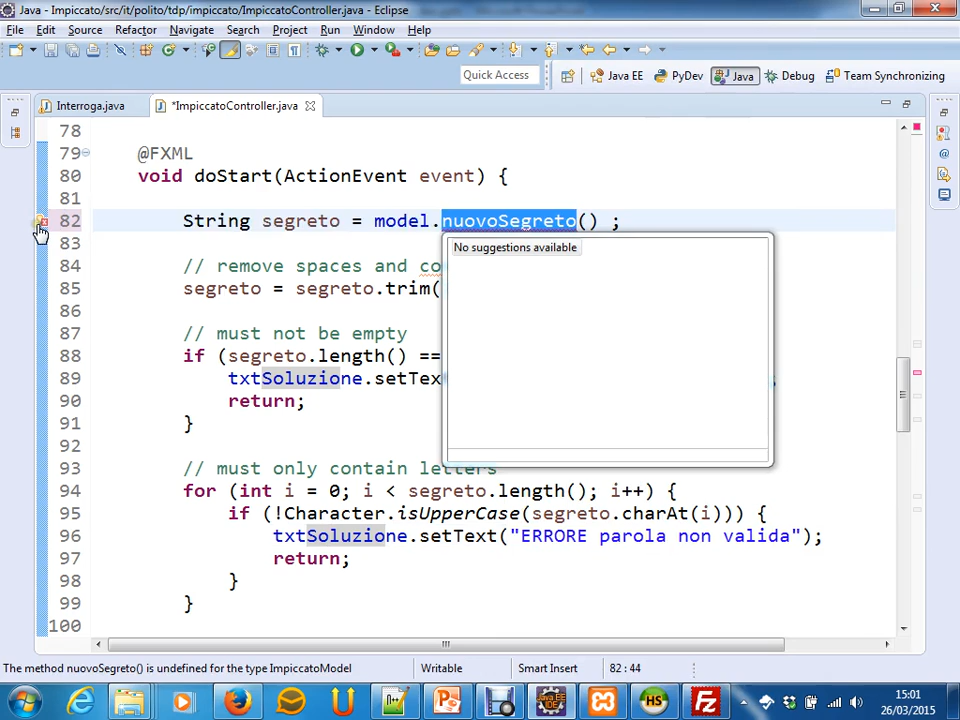 Java - Impiccato/src/it/polito/tdp/impiccato/ImpiccatoController.java - Eclipse
File Edit Source Refactor Navigate Search Project Run Window Help
Quick Access Java EE PyDev Java Debug Team Synchronizing
Interroga.java *ImpiccatoController.java
78
79 @FXML
80 void doStart(ActionEvent event) {
81
82 String segreto = model.nuovoSegreto() ;
No suggestions available
83
84 // remove spaces and co
85 segreto = segreto.trim(
86
87 // must not be empty
88 if (segreto.length() ==
89 txtSoluzione.setTex
90 return;
91 }
92
93 // must only contain letters
94 for (int i = 0; i < segreto.length(); i++) {
95 if (!Character.isUpperCase(segreto.charAt(i))) {
96 txtSoluzione.setText("ERRORE parola non valida");
97 return;
98 }
99 }
100
The method nuovoSegreto() is undefined for the type ImpiccatoModel Writable Smart Insert 82 : 44
15:01
26/03/2015